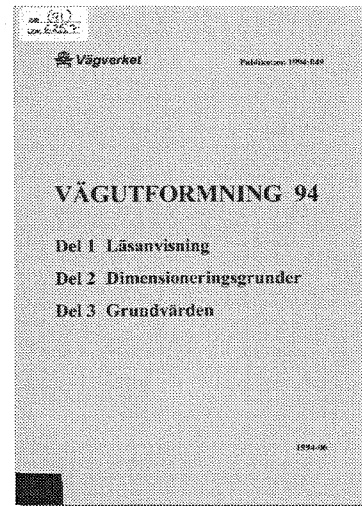 Vägverket
Publikation 1994:049
VÄGUTFORMNING 94
Del 1 Läsanvisning
Del 2 Dimensioneringsgrunder
Del 3 Grundvärden
1994-06